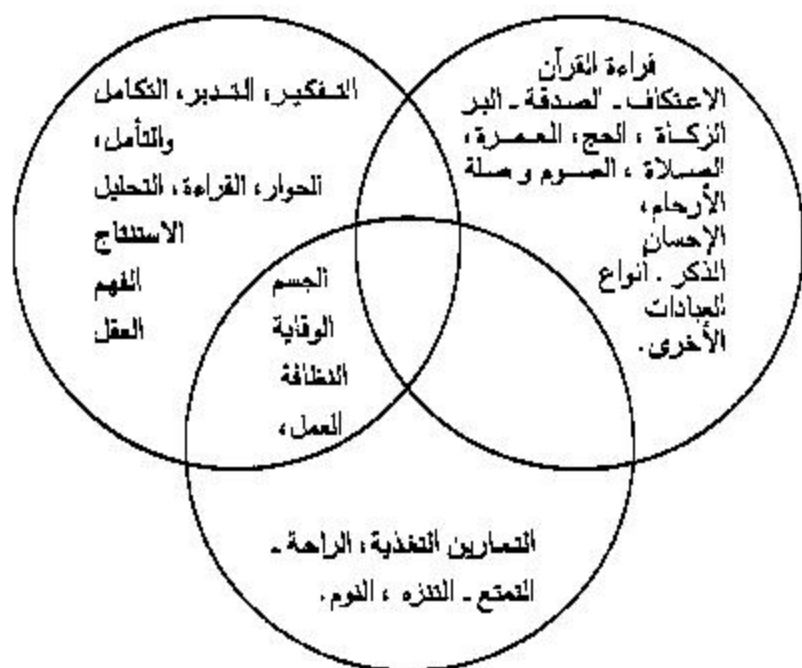 قراءة القرآن
الاعتكاف ـ الصدقة ـ البر
الزكاة ، الحج، العمرة،
الصلاة ، الصوم وصلة
الأرحام،
الإحسان
الذكر ـ أنواع
العبادات
الأخرى.
التفكير، التدبر، التكامل
والتأمل،
الحوار، القراءة، التحليل
الاستنتاج
الفهم
العقل
الجسم
الوقاية
النظافة
العمل،
التمارين التغذية، الراحة ـ
التمتع ـ التنزه ، النوم.